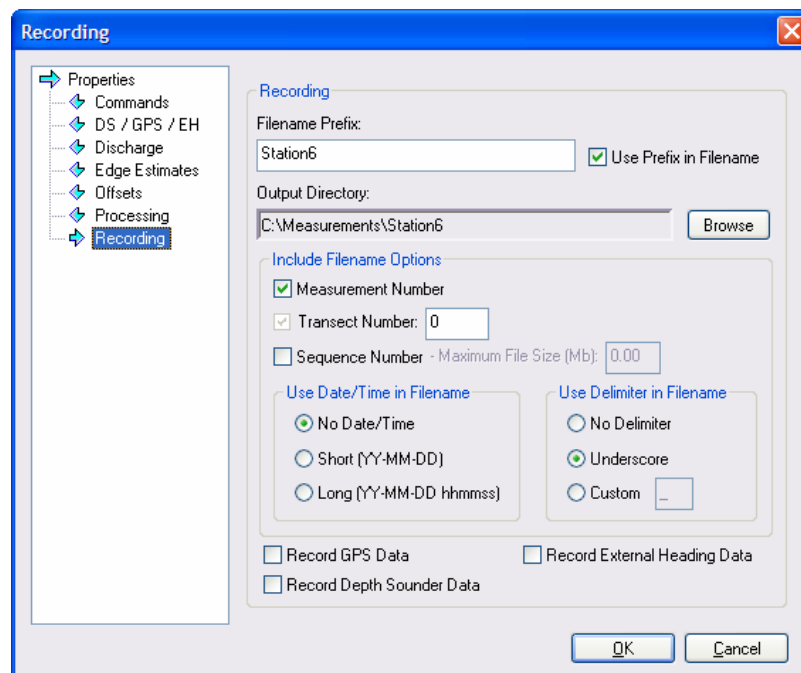 Recording
Properties
Commands
DS / GPS / EH
Discharge
Edge Estimates
Offsets
Processing
Recording
Recording
Filename Prefix:
Station6
Use Prefix in Filename
Output Directory:
C:\Measurements\Station6
Browse
Include Filename Options
Measurement Number
Transect Number: 0
Sequence Number - Maximum File Size (Mb): 0.00
Use Date/Time in Filename
No Date/Time
Short (YY-MM-DD)
Long (YY-MM-DD hhmmss)
Use Delimiter in Filename
No Delimiter
Underscore
Custom _
Record GPS Data
Record External Heading Data
Record Depth Sounder Data
OK
Cancel